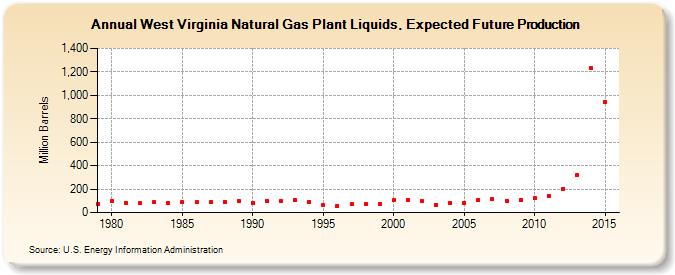 Annual West Virginia Natural Gas Plant Liquids, Expected Future Production
Million Barrels
1,400
1,200
1,000
800
600
400
200
0
1980 1985 1990 1995 2000 2005 2010 2015
Source: U.S. Energy Information Administration